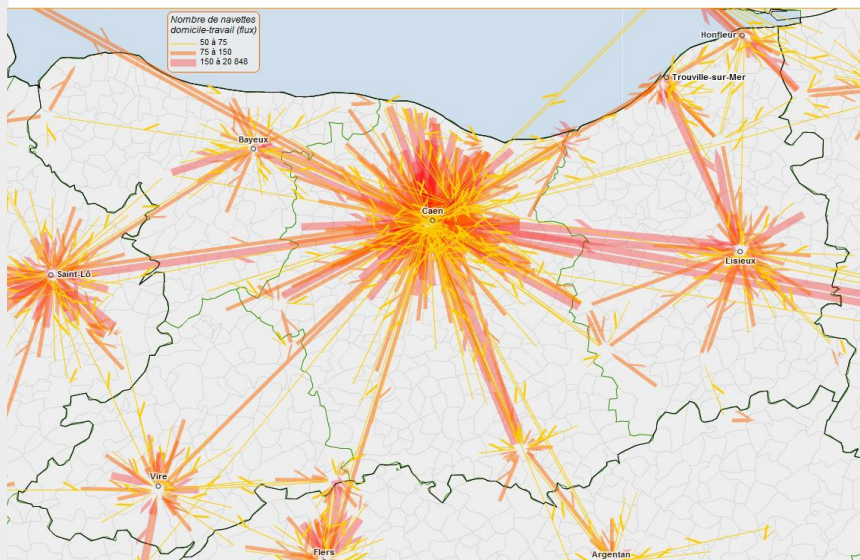 Nombre de navettes
domicile-travail (flux)
50 à 75
75 à 150
150 à 20 848
Honfleur
Trouville-sur-Mer
Bayeux
Caen
Lisieux
Saint-Lô
Vire
Flers
Argentan